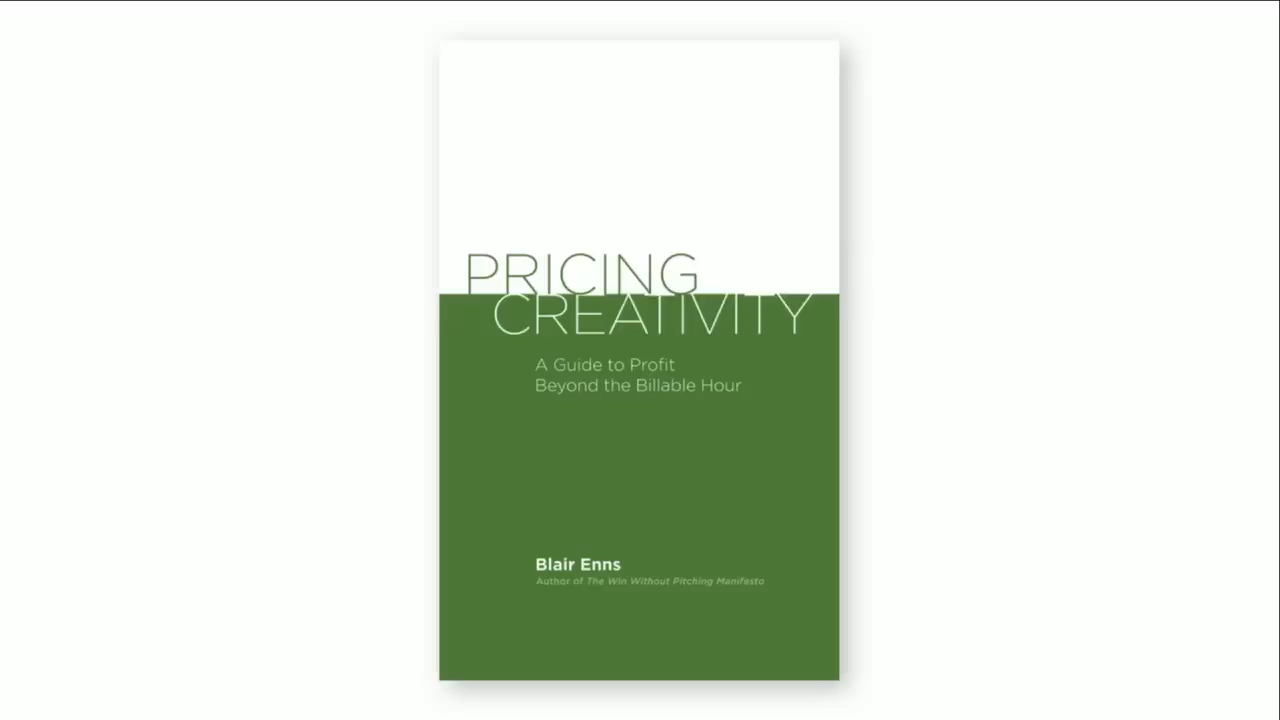 PRICING
CREATIVITY
A Guide to Profit
Beyond the Billable Hour
Blair Enns
Author of The Win Without Pitching Manifesto